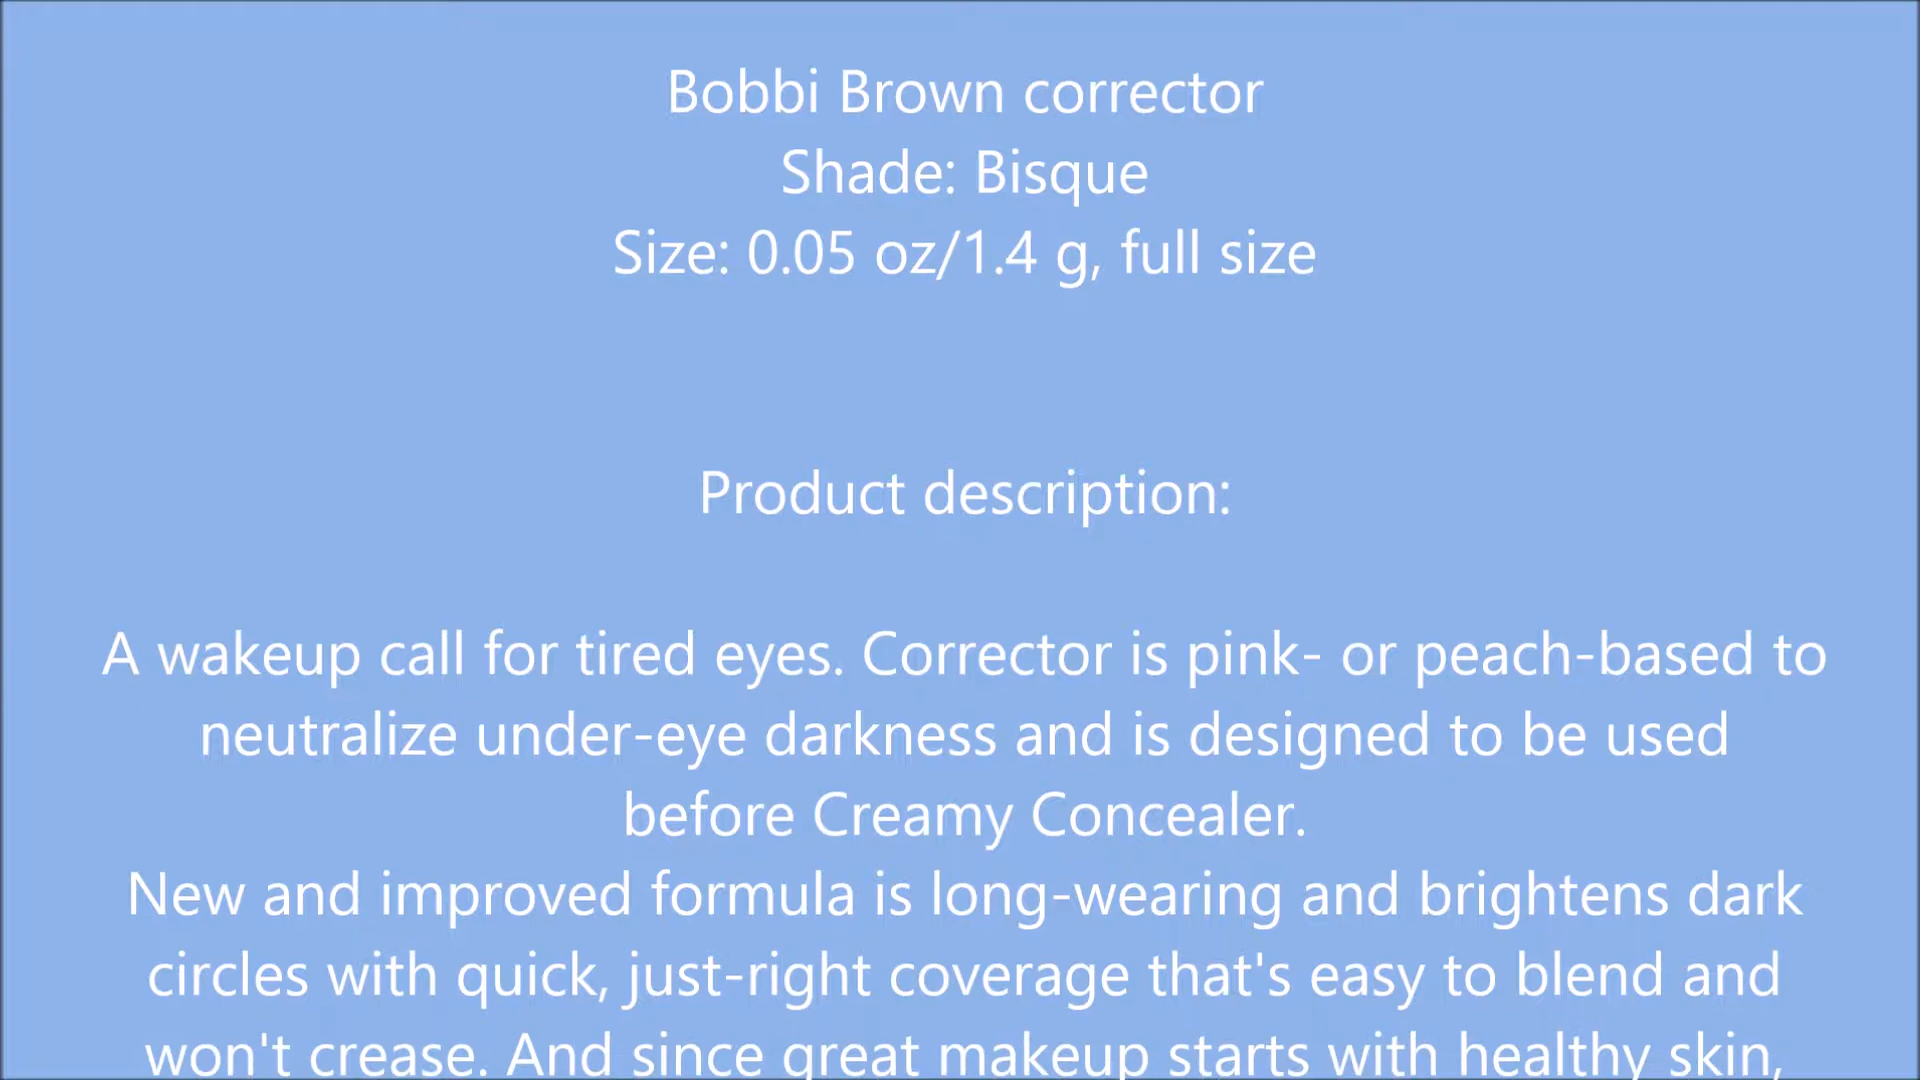 Bobbi Brown corrector
Shade: Bisque
Size: 0.05 oz/1.4 g, full size
Product description:
A wakeup call for tired eyes. Corrector is pink- or peach-based to
neutralize under-eye darkness and is designed to be used
before Creamy Concealer.
New and improved formula is long-wearing and brightens dark
circles with quick, just-right coverage that's easy to blend and
won't crease. And since great makeup starts with healthy skin,